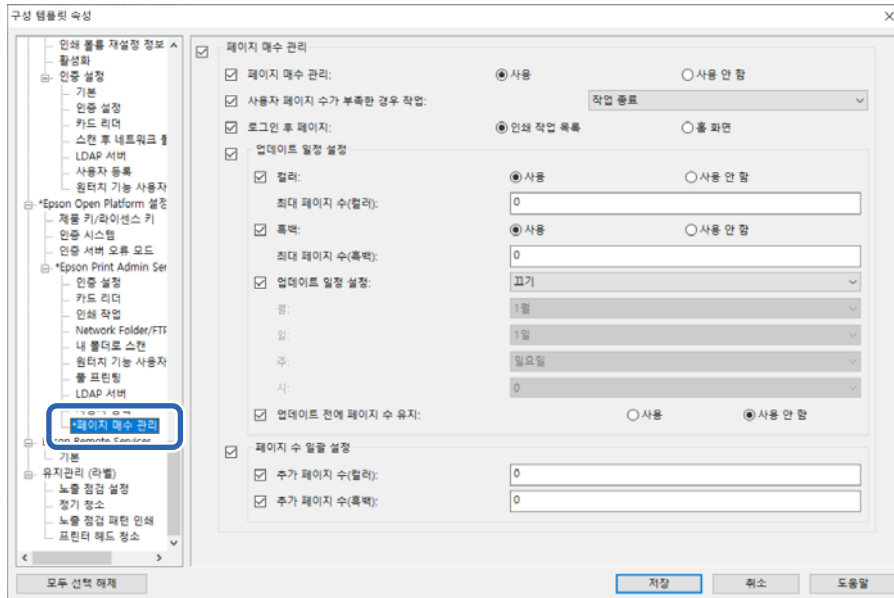 구성 템플릿 속성
인쇄 볼륨 재설정 정보
활성화
인증 설정
기본
인증 설정
카드 리더
스캔 후 네트워크
LDAP 서버
사용자 등록
원터치 기능 사용자
*Epson Open Platform 설정
제품 키/라이센스 키
인증 시스템
인증 서버 오류 모드
*Epson Print Admin Ser
인증 설정
카드 리더
인쇄 작업
Network Folder/FTP
내 폴더로 스캔
원터치 기능 사용자
풀 프린팅
LDAP 서버
*페이지 매수 관리
Remote Services
기본
유지관리 (라벨)
노즐 점검 설정
정기 청소
노즐 점검 패턴 인쇄
프린터 헤드 청소
페이지 매수 관리
페이지 매수 관리: 사용 사용 안 함
사용자 페이지 수가 부족한 경우 작업: 작업 종료
로그인 후 페이지: 인쇄 작업 목록 홈 화면
업데이트 일정 설정
컬러: 사용 사용 안 함
최대 페이지 수(컬러): 0
흑백: 사용 사용 안 함
최대 페이지 수(흑백): 0
업데이트 일정 설정: 끄기
월: 1월
일: 1일
주: 일요일
시: 0
업데이트 전에 페이지 수 유지: 사용 사용 안 함
페이지 수 일괄 설정
추가 페이지 수(컬러): 0
추가 페이지 수(흑백): 0
모두 선택 해제 저장 취소 도움말